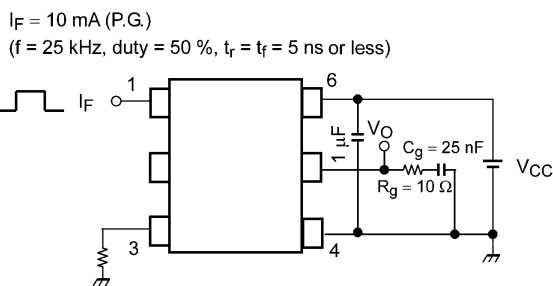 IF = 10 mA (P.G.)
(f = 25 kHz, duty = 50 %, tr = tf = 5 ns or less)
1
6
IF
1 μF
VO
Cg = 25 nF
VCC
Rg = 10 Ω
3
4